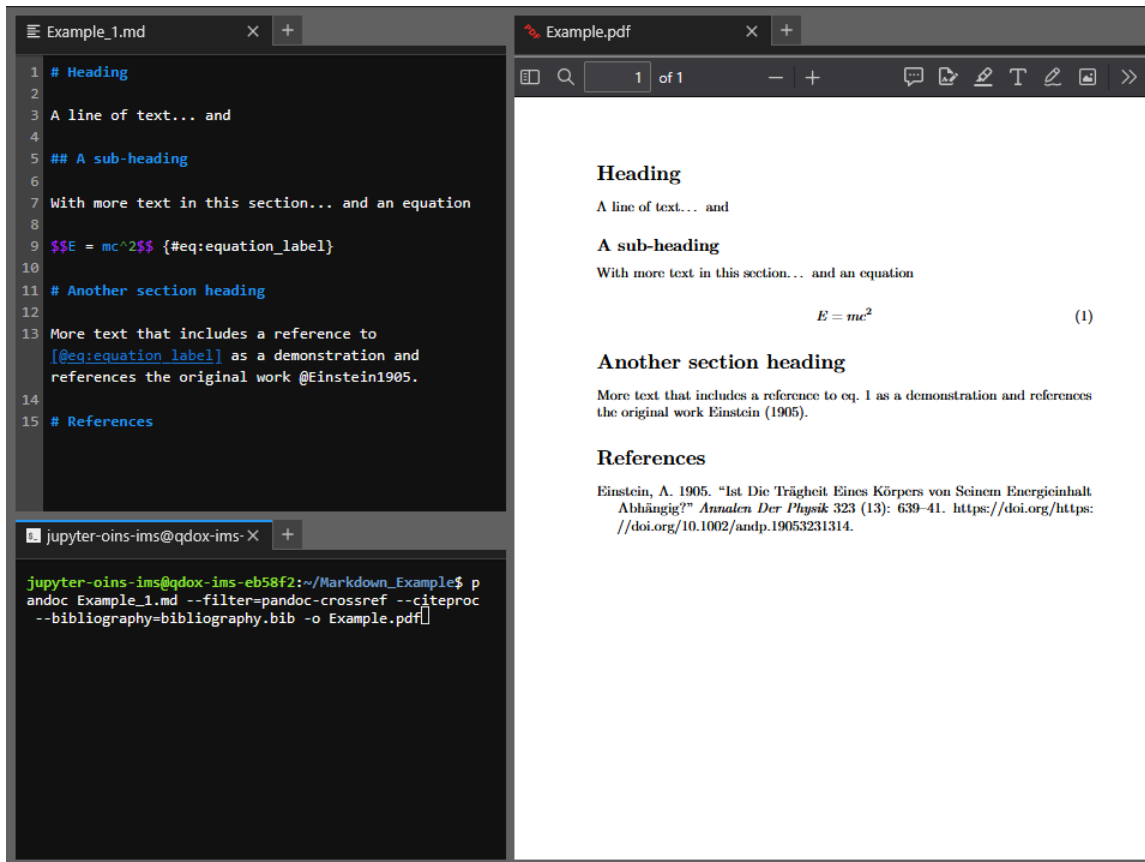 Example_1.md
1 # Heading
2
3 A line of text... and
4
5 ## A sub-heading
6
7 With more text in this section... and an equation
8
9 $$E = mc^2$$ {#eq:equation_label}
10
11 # Another section heading
12
13 More text that includes a reference to
[@eq:equation_label] as a demonstration and
references the original work @Einstein1905.
14
15 # References
jupyter-oins-ims@qdox-ims-
jupyter-oins-ims@qdox-ims-eb58f2:~/Markdown_Example$ p
andoc Example_1.md --filter=pandoc-crossref --citeproc
--bibliography=bibliography.bib -o Example.pdf
PDF Example.pdf
1 of 1
Heading
A line of text… and
A sub-heading
With more text in this section… and an equation
E = mc² (1)
Another section heading
More text that includes a reference to eq. 1 as a demonstration and references
the original work Einstein (1905).
References
Einstein, A. 1905. “Ist Die Trägheit Eines Körpers von Seinem Energieinhalt
Abhängig?” Annalen Der Physik 323 (13): 639–41. https://doi.org/https:
//doi.org/10.1002/andp.19053231314.